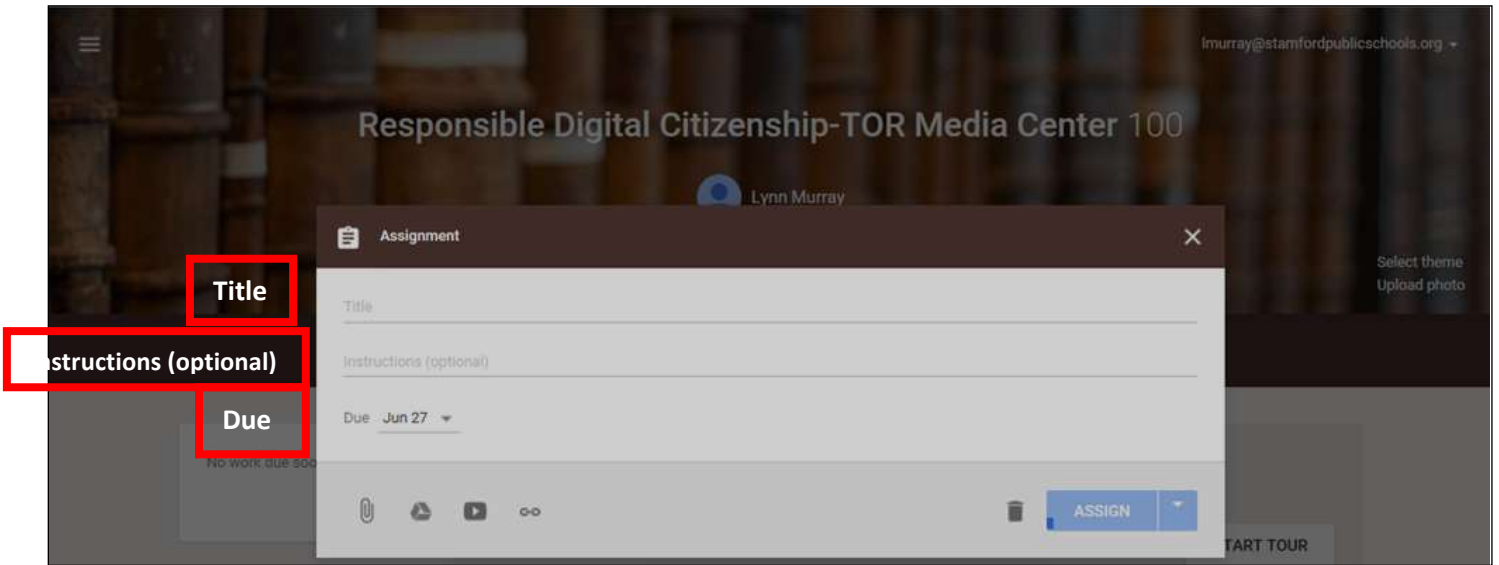 lmurray@stamfordpublicschools.org
Responsible Digital Citizenship-TOR Media Center 100
Lynn Murray
Assignment
Select theme
Upload photo
Title
Title
nstructions (optional)
Instructions (optional)
Due
Due Jun 27
No work due soo
ASSIGN
TART TOUR